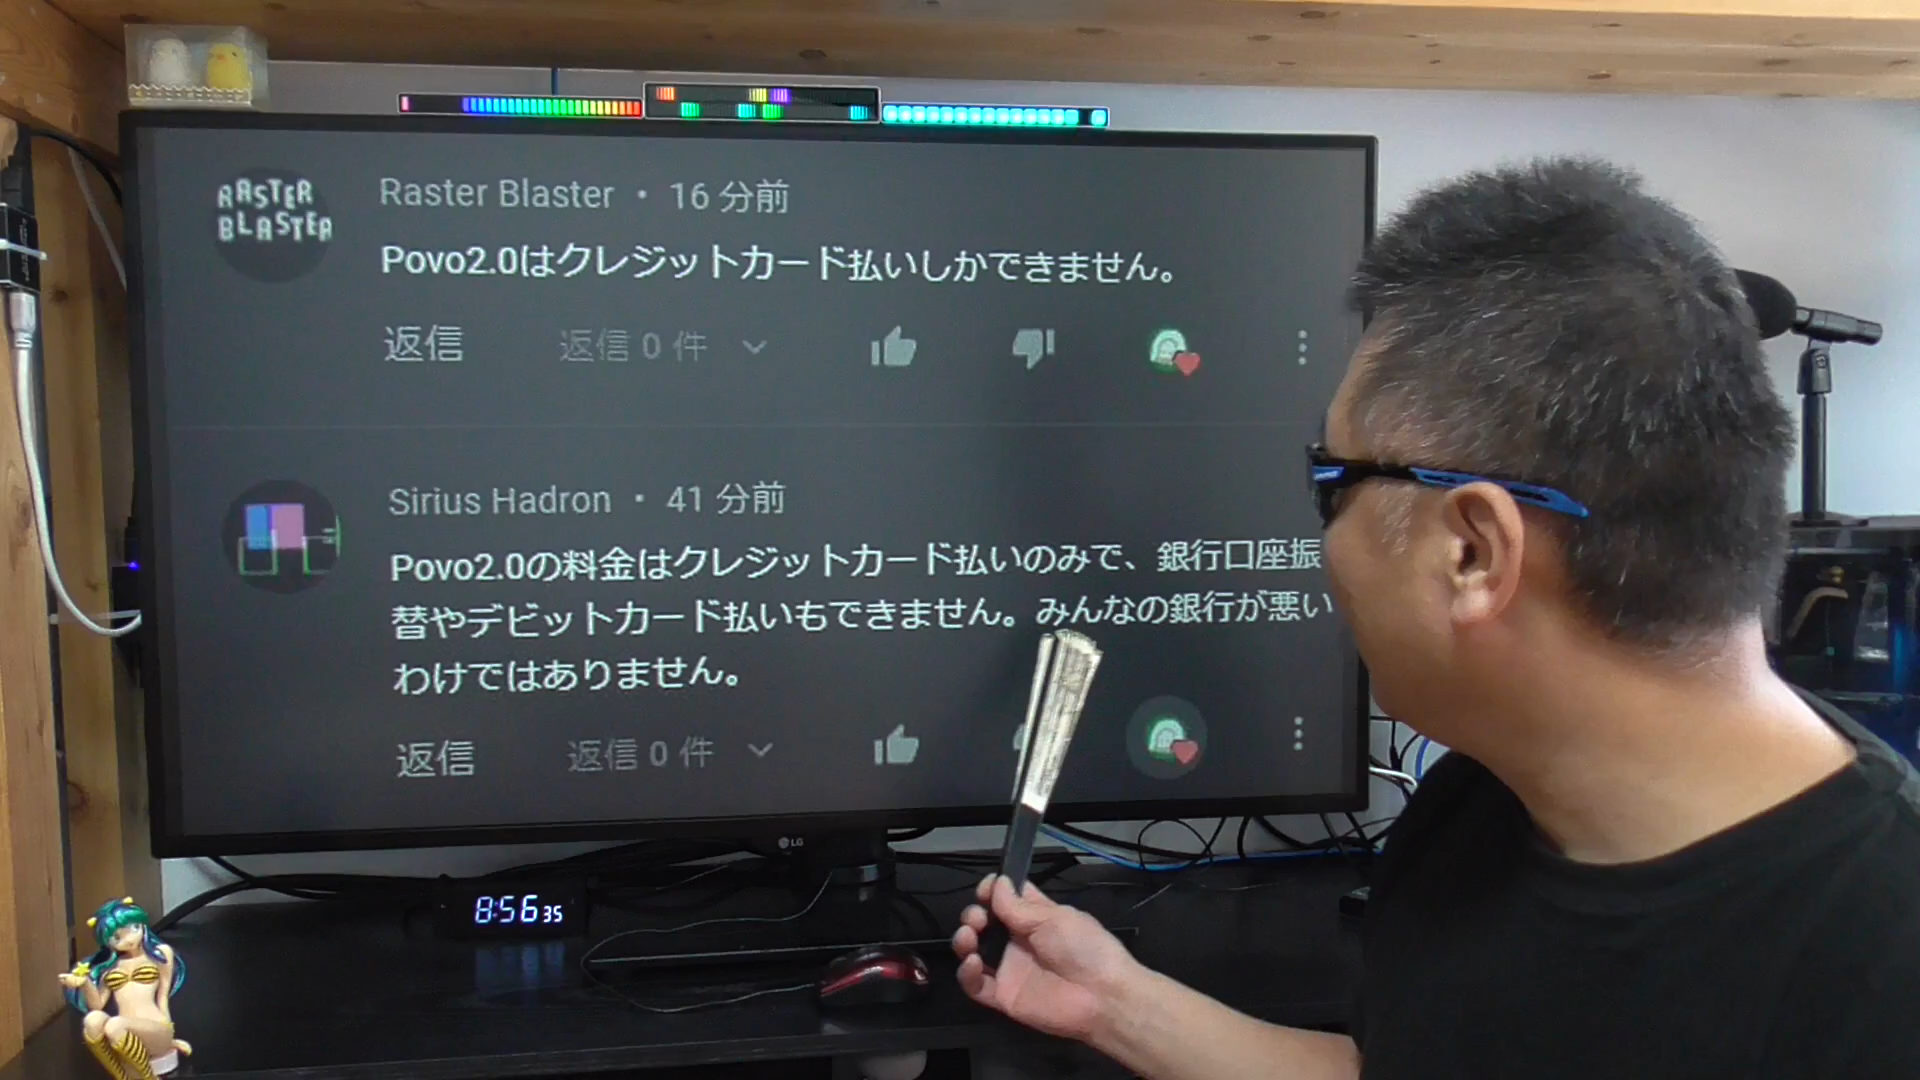 RASTER
BLASTER
Raster Blaster ・ 16 分前
Povo2.0はクレジットカード払いしかできません。
返信 返信 0 件
Sirius Hadron ・ 41 分前
Povo2.0の料金はクレジットカード払いのみで、銀行口座振
替やデビットカード払いもできません。みんなの銀行が悪い
わけではありません。
返信 返信 0 件
LG
8:56 35